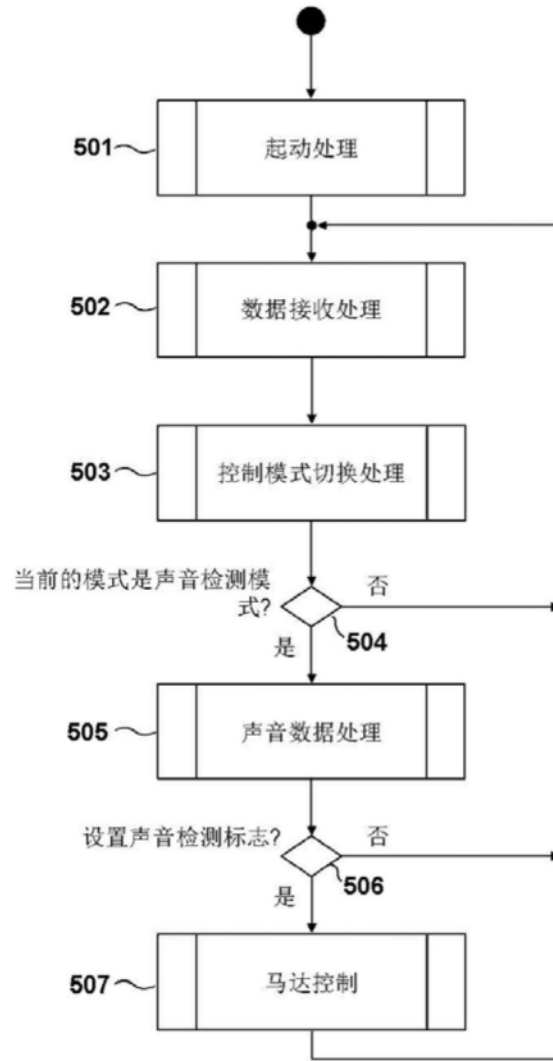 501
起动处理
502
数据接收处理
503
控制模式切换处理
当前的模式是声音检测模
式?
否
504
是
505
声音数据处理
设置声音检测标志?
否
506
是
507
马达控制